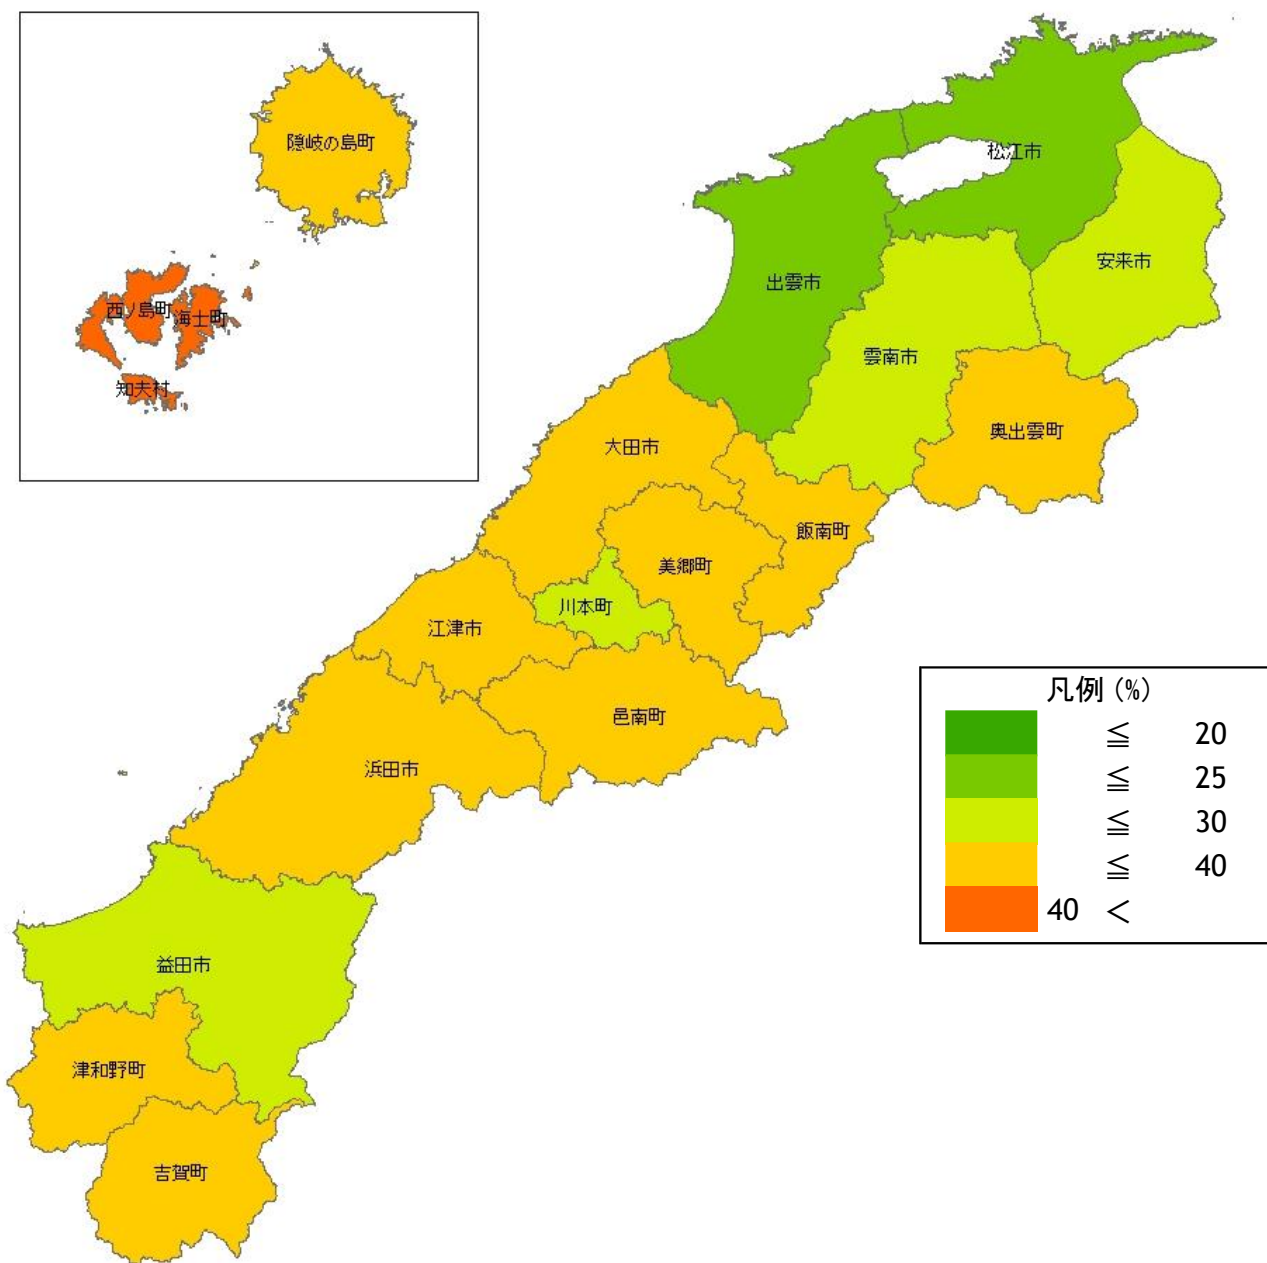 隠岐の島町
西ノ島町
海士町
知夫村
松江市
安来市
出雲市
雲南市
奥出雲町
大田市
飯南町
美郷町
川本町
江津市
邑南町
浜田市
益田市
津和野町
吉賀町
凡例 (%)
≦ 20
≦ 25
≦ 30
≦ 40
40 <